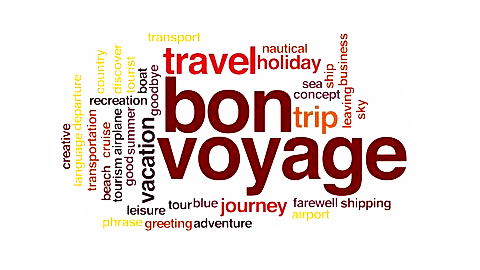 transport
travel
nautical
holiday
bon
voyage
trip
sea
concept
ship
leaving
business
sky
country
discover
tourist
boat
goodbye
recreation
departure
language
creative
transportation
beach
cruise
tourism
airplane
good
summer
vacation
leisure
tour
blue
journey
farewell
shipping
airport
phrase
greeting
adventure